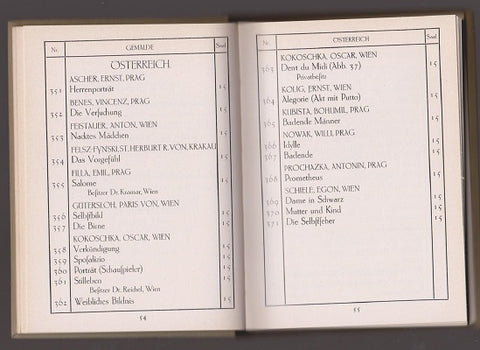 Nr. GEMÄLDE Saal
ÖSTERREICH
ASCHER, ERNST, PRAG
351 Herrenporträt 15
BENES, VINCENZ, PRAG
352 Die Versuchung 15
FEISTAUER, ANTON, WIEN
353 Nacktes Mädchen 15
FELSZ-FYNSKI, ST. HERBURT R. VON, KRAKAU
354 Das Vorgefühl 15
FILLA, EMIL, PRAG
355 Salome 15
Besitzer Dr. Kramar, Wien
GÜTERSLOH, PARIS VON, WIEN
356 Selbstbild 15
357 Die Biene 15
KOKOSCHKA, OSCAR, WIEN
358 Verkündigung 15
359 Sposalizio 15
360 Porträt (Schauspieler) 15
361 Stilleben 15
Besitzer Dr. Reichel, Wien
362 Weibliches Bildnis 15
54
Nr. ÖSTERREICH Saal
KOKOSCHKA, OSCAR, WIEN
363 Dent du Midi (Abb. 37) 15
Privatbesitz
KOLIG, ERNST, WIEN
364 Alegorie (Akt mit Putto) 15
KUBISTA, BOHUMIL, PRAG
365 Badende Männer 15
NOWAK, WILLI, PRAG
366 Idylle 15
367 Badende 15
PROCHAZKA, ANTONIN, PRAG
368 Prometheus 15
SCHIELE, EGON, WIEN
369 Dame in Schwarz 15
370 Mutter und Kind 15
371 Die Selbstseher 15
55